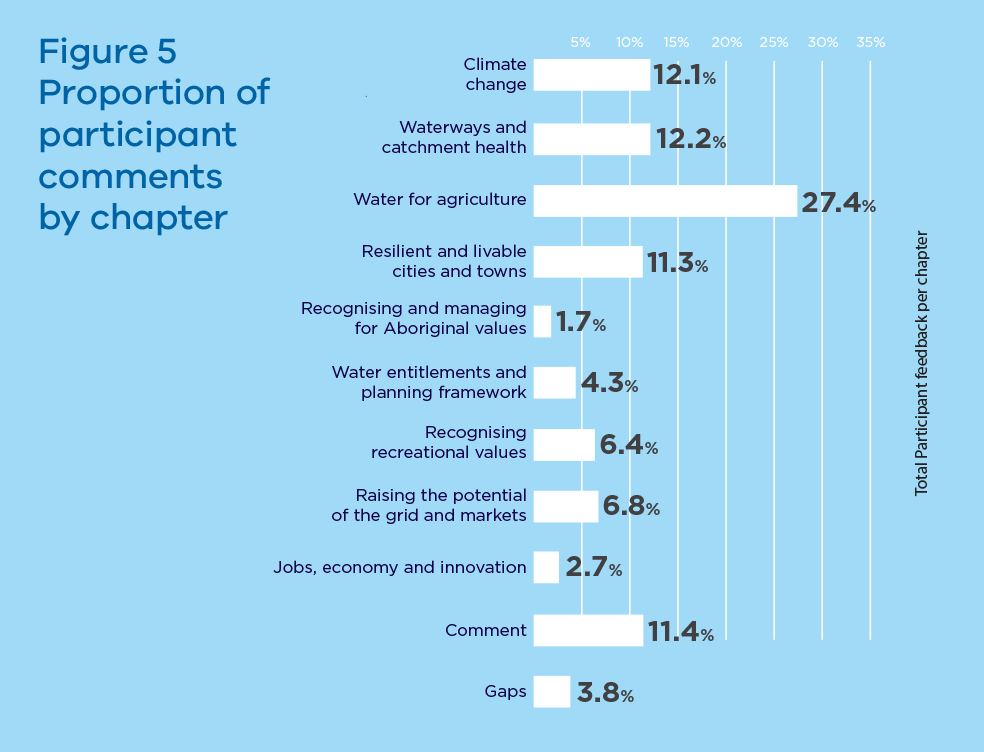 Figure 5
Proportion of
participant
comments
by chapter
5% 10% 15% 20% 25% 30% 35%
Climate
change
12.1%
Waterways and
catchment health
12.2%
Water for agriculture
27.4%
Resilient and livable
cities and towns
11.3%
Recognising and managing
for Aboriginal values
1.7%
Water entitlements and
planning framework
4.3%
Recognising
recreational values
6.4%
Raising the potential
of the grid and markets
6.8%
Jobs, economy and innovation
2.7%
Comment
11.4%
Gaps
3.8%
Total Participant feedback per chapter